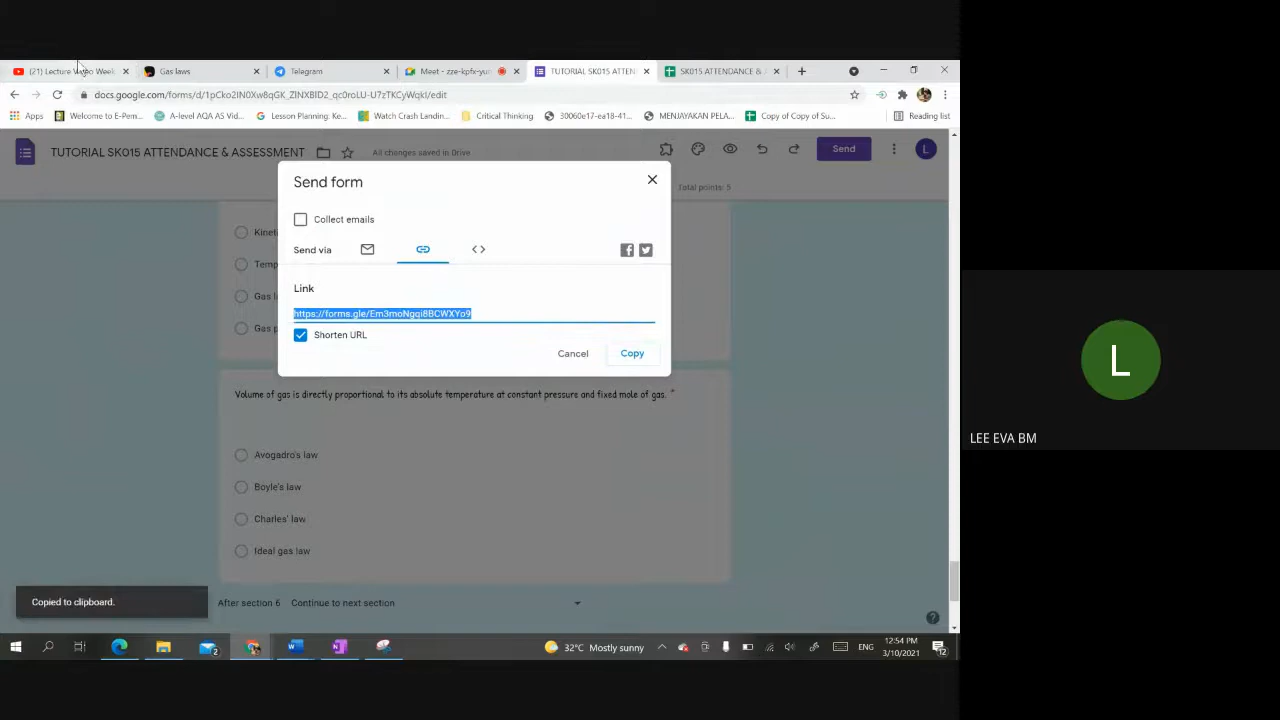 (21) Lecture Video Week
Gas laws
Telegram
Meet - zze-kpfx-yu
TUTORIAL SK015 ATTEN
SK015 ATTENDANCE &
docs.google.com/forms/d/
/edit
Apps
Welcome to E-Pem...
A-level AQA AS Vid...
Lesson Planning: Ke...
Watch Crash Landin...
Critical Thinking
30060e17-ea18-41...
MENJAYAKAN PELA...
Copy of Copy of Su...
Reading list
TUTORIAL SK015 ATTENDANCE & ASSESSMENT
All changes saved in Drive
Send
L
Total points: 5
Send form
Collect emails
Send via
Link
https://forms.gle/Em3moNgqi8BCWXYo9
Shorten URL
Cancel
Copy
Kineti
Temp
Gas l
Gas p
Volume of gas is directly proportional to its absolute temperature at constant pressure and fixed mole of gas. *
Avogadro's law
Boyle's law
Charles' law
Ideal gas law
After section 6 Continue to next section
Copied to clipboard.
32°C Mostly sunny
ENG
12:54 PM
3/10/2021
L
LEE EVA BM